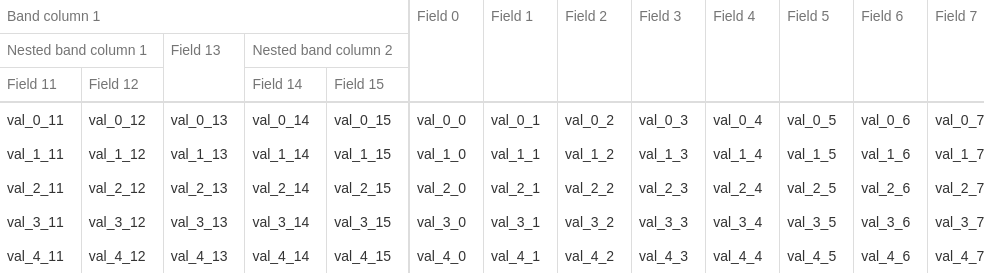 Band column 1 Field 0 Field 1 Field 2 Field 3 Field 4 Field 5 Field 6 Field 7
Nested band column 1 Field 13 Nested band column 2
Field 11 Field 12 Field 14 Field 15
val_0_11 val_0_12 val_0_13 val_0_14 val_0_15 val_0_0 val_0_1 val_0_2 val_0_3 val_0_4 val_0_5 val_0_6 val_0_7
val_1_11 val_1_12 val_1_13 val_1_14 val_1_15 val_1_0 val_1_1 val_1_2 val_1_3 val_1_4 val_1_5 val_1_6 val_1_7
val_2_11 val_2_12 val_2_13 val_2_14 val_2_15 val_2_0 val_2_1 val_2_2 val_2_3 val_2_4 val_2_5 val_2_6 val_2_7
val_3_11 val_3_12 val_3_13 val_3_14 val_3_15 val_3_0 val_3_1 val_3_2 val_3_3 val_3_4 val_3_5 val_3_6 val_3_7
val_4_11 val_4_12 val_4_13 val_4_14 val_4_15 val_4_0 val_4_1 val_4_2 val_4_3 val_4_4 val_4_5 val_4_6 val_4_7